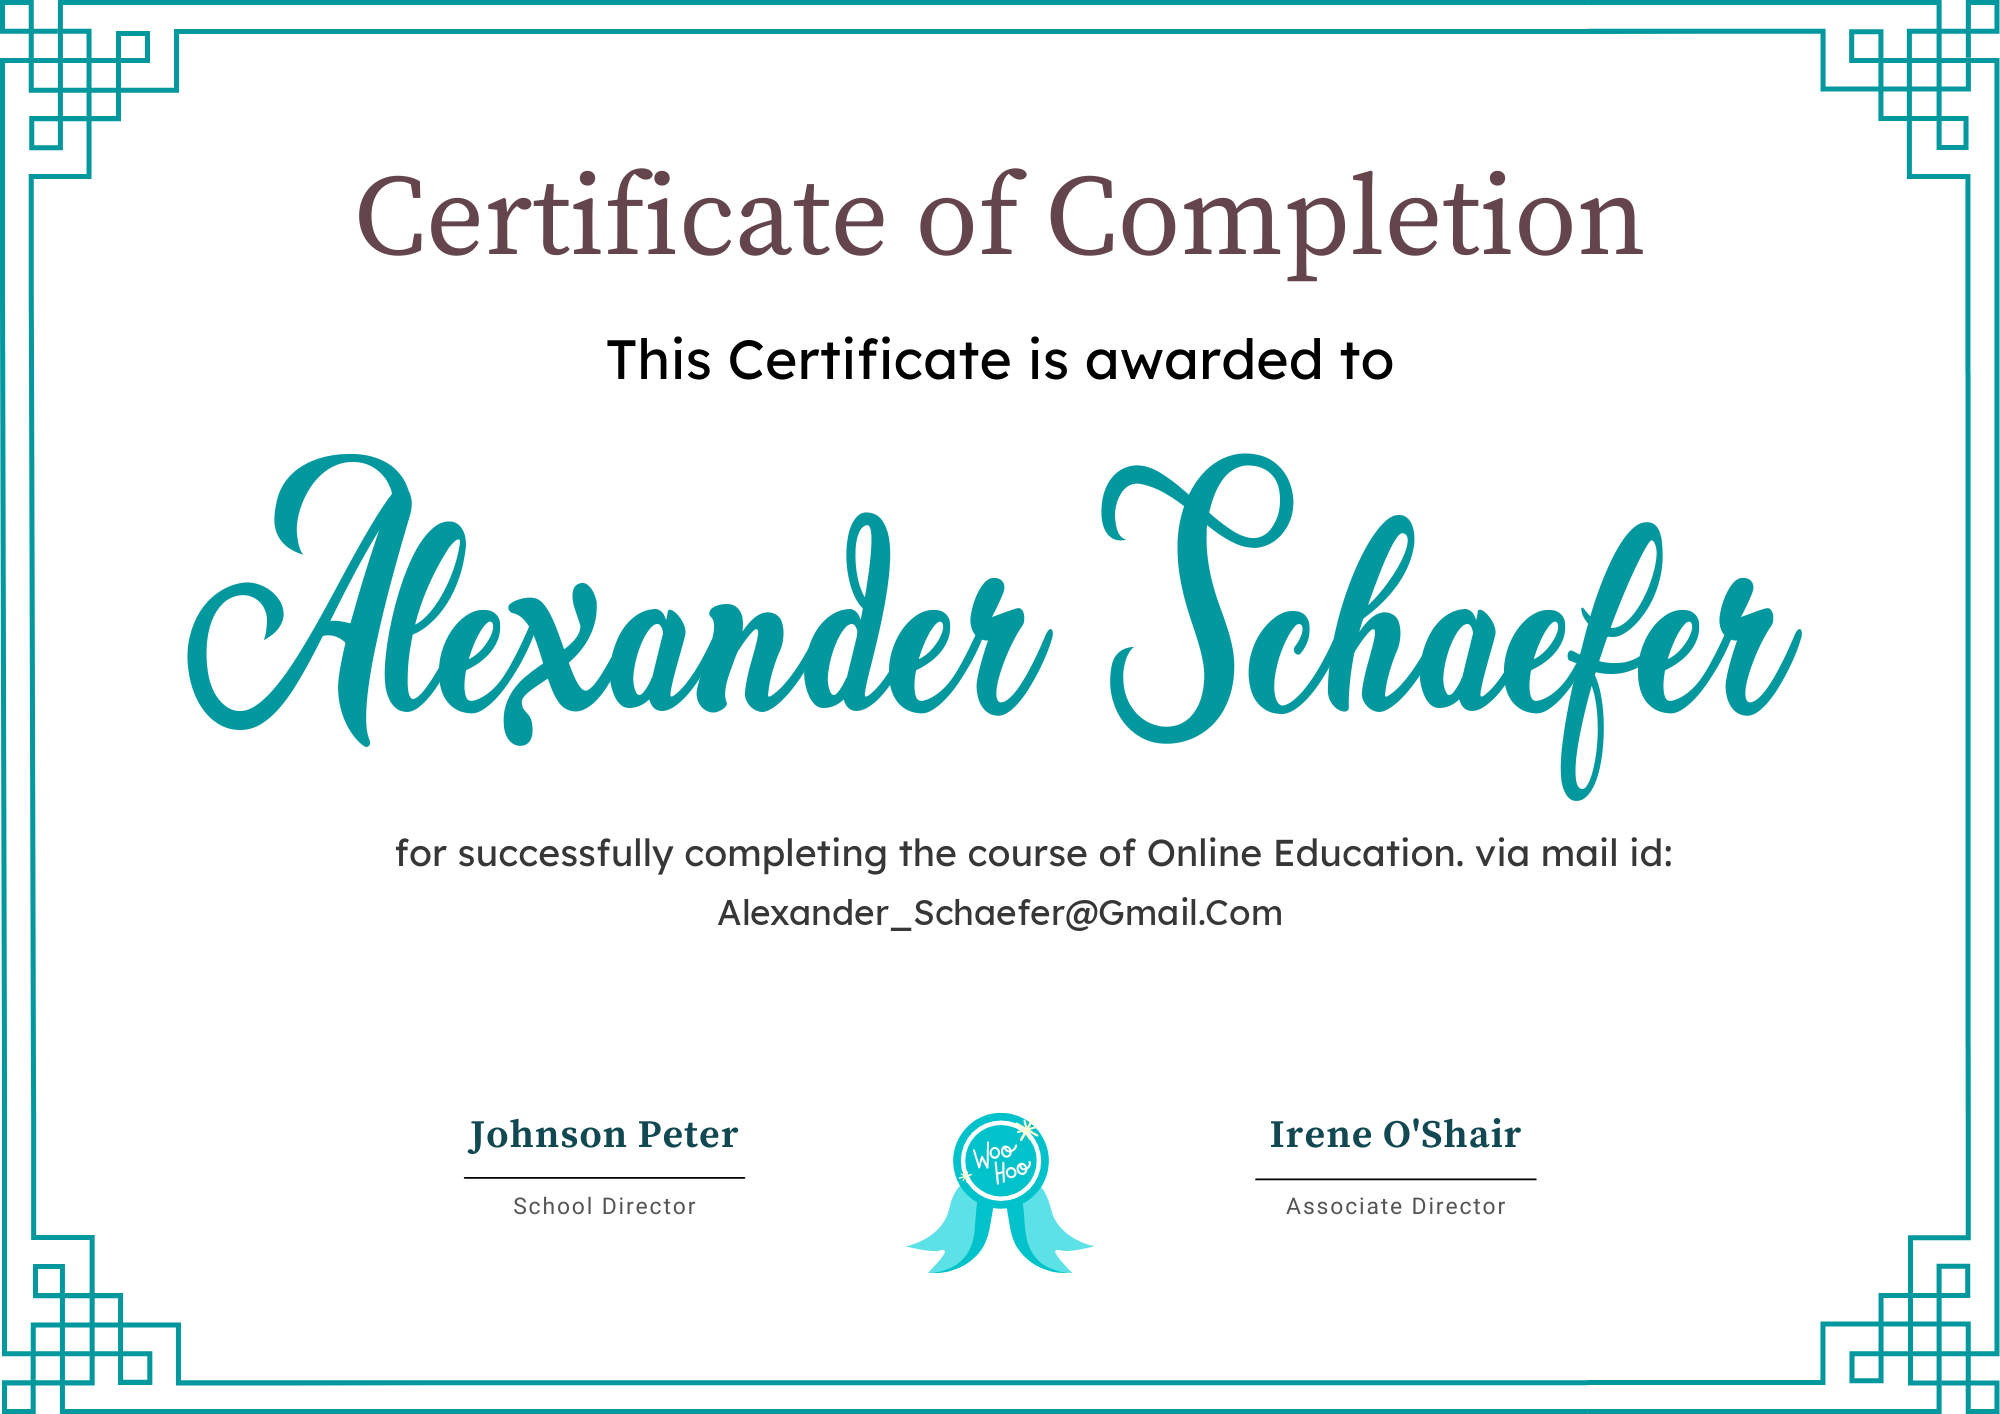 Certificate of Completion
This Certificate is awarded to
Alexander Schaefer
for successfully completing the course of Online Education. via mail id:
Alexander_Schaefer@Gmail.Com
Johnson Peter
School Director
Woo
Hoo
Irene O'Shair
Associate Director